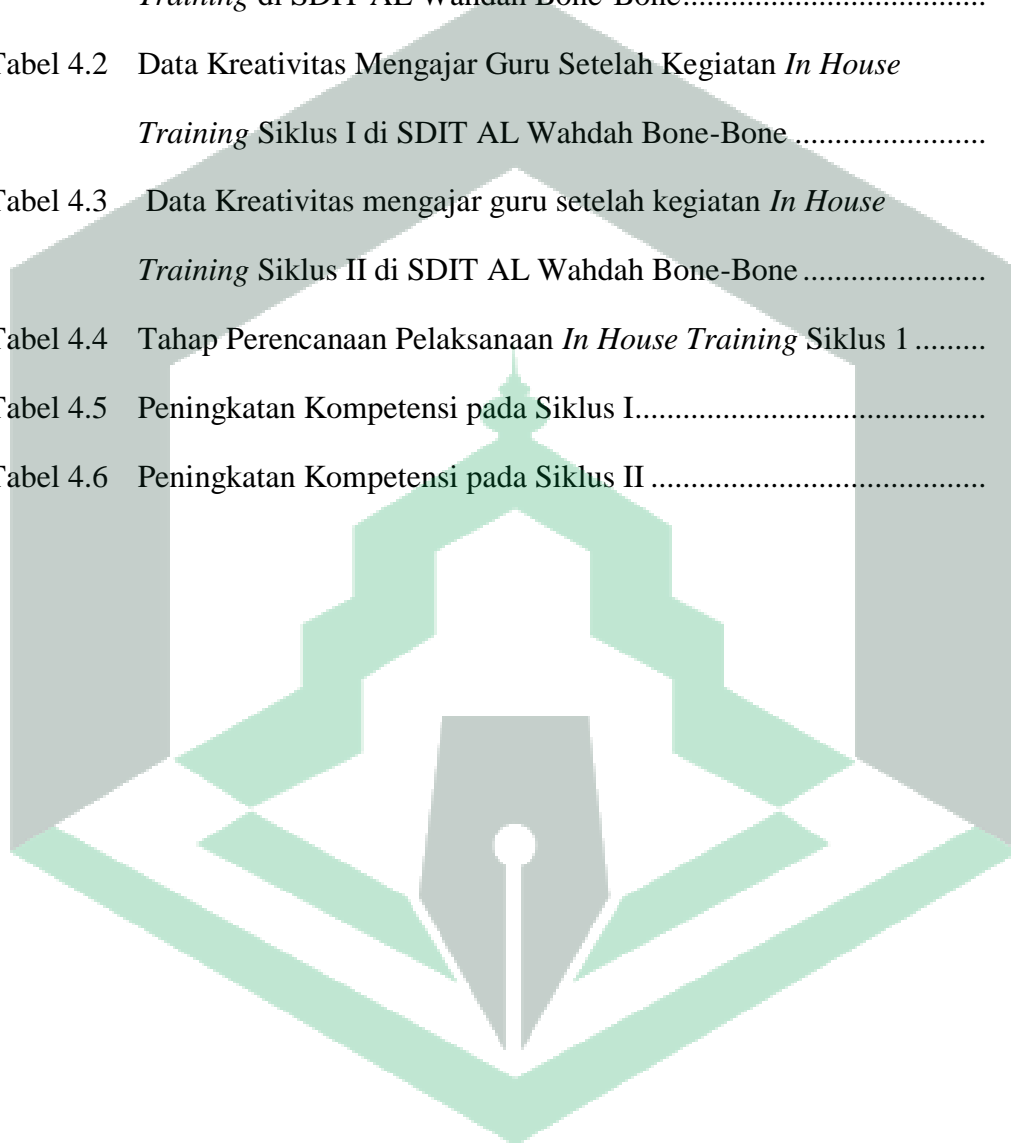 Training di SDIT AL Wahdah Bone-Bone......................................
Tabel 4.2 Data Kreativitas Mengajar Guru Setelah Kegiatan In House
Training Siklus I di SDIT AL Wahdah Bone-Bone ........................
Tabel 4.3 Data Kreativitas mengajar guru setelah kegiatan In House
Training Siklus II di SDIT AL Wahdah Bone-Bone .......................
Tabel 4.4 Tahap Perencanaan Pelaksanaan In House Training Siklus 1 .........
Tabel 4.5 Peningkatan Kompetensi pada Siklus I............................................
Tabel 4.6 Peningkatan Kompetensi pada Siklus II ..........................................